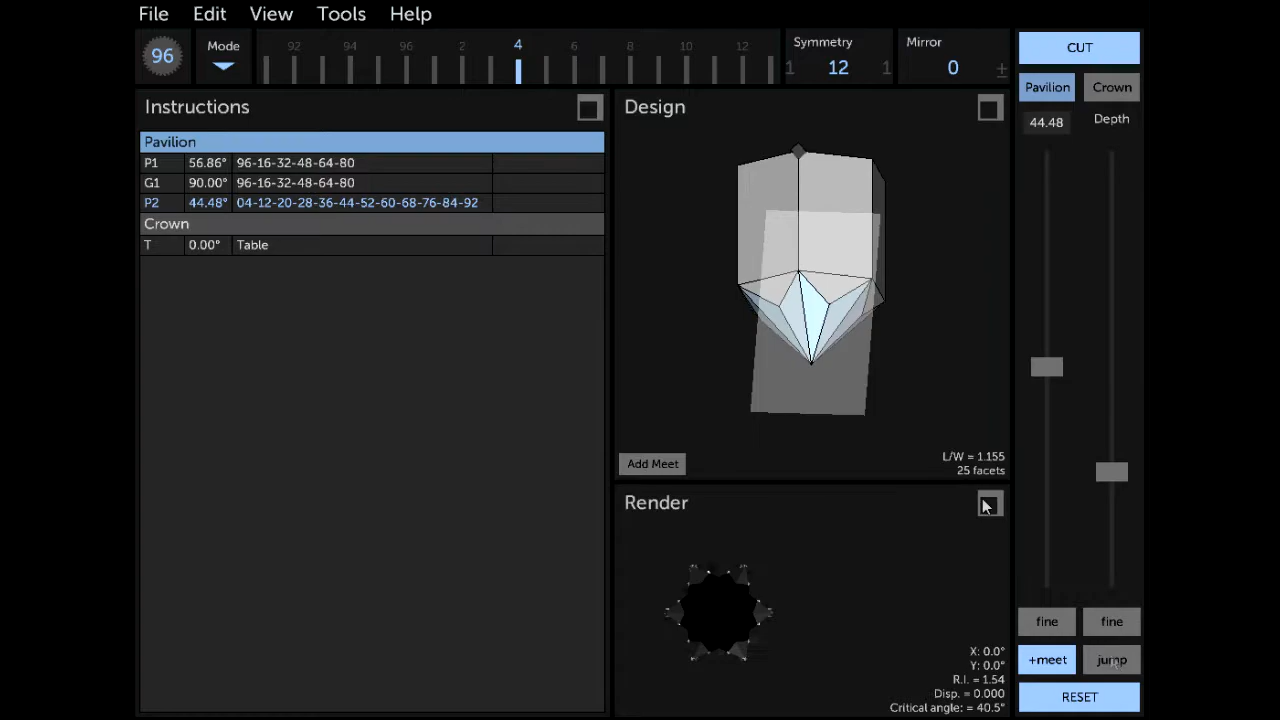 File Edit View Tools Help
96
Mode
92 94 96 2 4 6 8 10 12
Symmetry
1 12 1
Mirror
0 ±
CUT
Pavilion Crown
44.48 Depth
Instructions
Pavilion
P1 56.86° 96-16-32-48-64-80
G1 90.00° 96-16-32-48-64-80
P2 44.48° 04-12-20-28-36-44-52-60-68-76-84-92
Crown
T 0.00° Table
Design
Add Meet
L/W = 1.155
25 facets
Render
X: 0.0°
Y: 0.0°
R.I. = 1.54
Disp. = 0.000
Critical angle: = 40.5°
fine fine
+meet jump
RESET